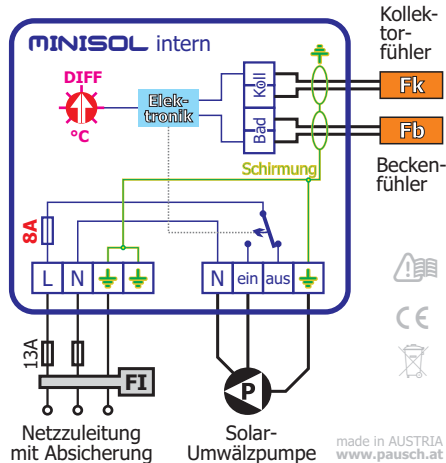 Kollek-
tor-
fühler
MINISOL intern
DIFF
°C
Elek-
tronik
Koll
Bad
Fk
Fb
Schirmung
Becken-
fühler
8A
L N
N ein aus
13A
FI
P
Netzzuleitung
mit Absicherung
Solar-
Umwälzpumpe
CE
made in AUSTRIA
www.pausch.at